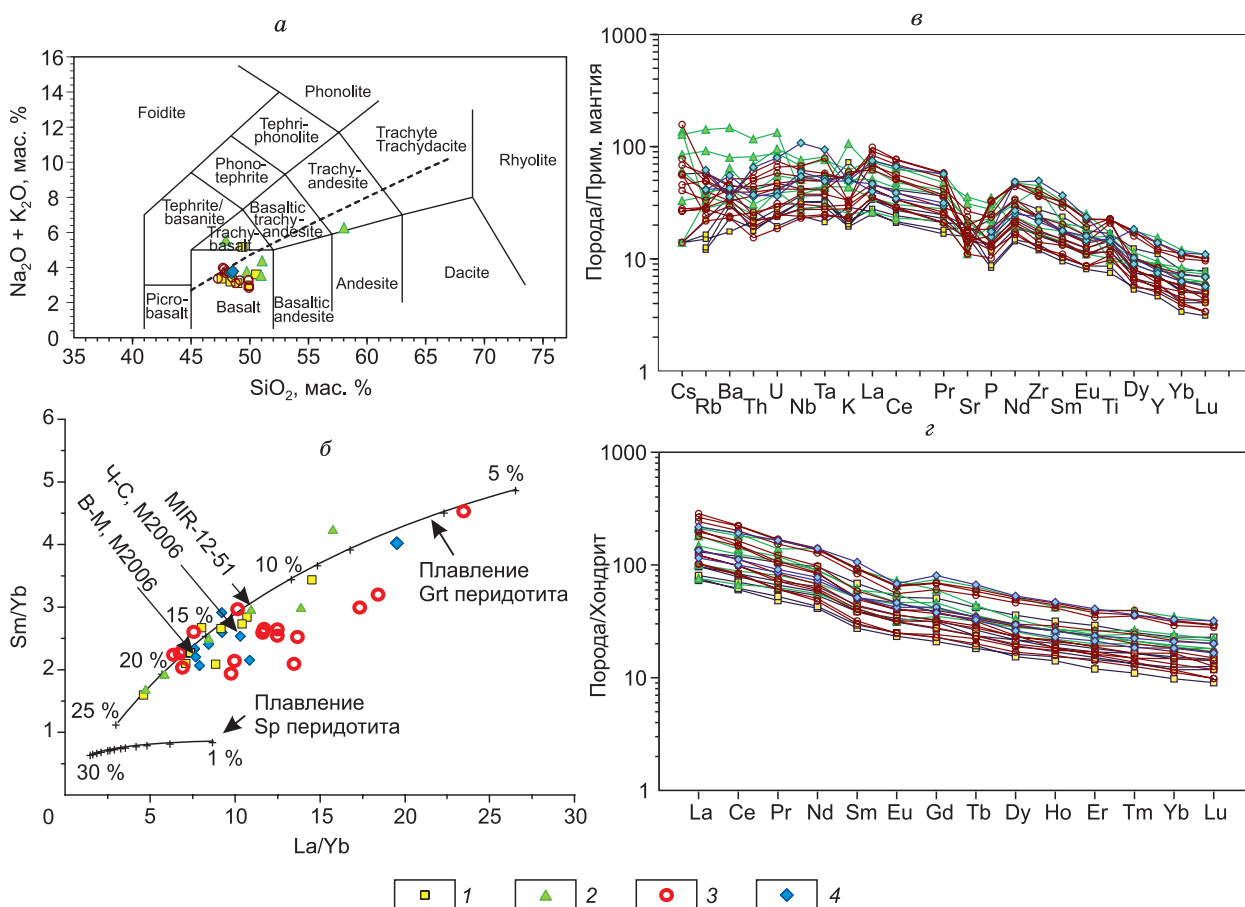 а
16
14
12
10
8
6
4
2
0
Na₂O + K₂O, мас. %
35
45
40
50
55
60
65
70
75
SiO₂, мас. %
Foidite
Phonolite
Tephri-
phonolite
Trachyte
Trachydacite
Rhyolite
Phono-
tephrite
Trachy-
andesite
Tephrite/
basanite
Basaltic
trachy-
andesite
Trachy-
basalt
Picro-
basalt
Basalt
Basaltic
andesite
Andesite
Dacite
б
6
5
4
3
2
1
0
Sm/Yb
5
10
15
20
25
30
La/Yb
В-М, М2006
Ч-С, М2006
MIR-12-51
5 %
10 %
15 %
20 %
25 %
Плавление
Grt перидотита
Плавление
Sp перидотита
1 %
30 %
в
1000
100
10
1
Порода/Прим. мантия
Cs
Rb
Ba
Th
U
Nb
Ta
K
La
Ce
Pr
Sr
P
Nd
Zr
Sm
Eu
Ti
Dy
Y
Yb
Lu
г
1000
100
10
1
Порода/Хондрит
La
Ce
Pr
Nd
Sm
Eu
Gd
Tb
Dy
Ho
Er
Tm
Yb
Lu
1
2
3
4